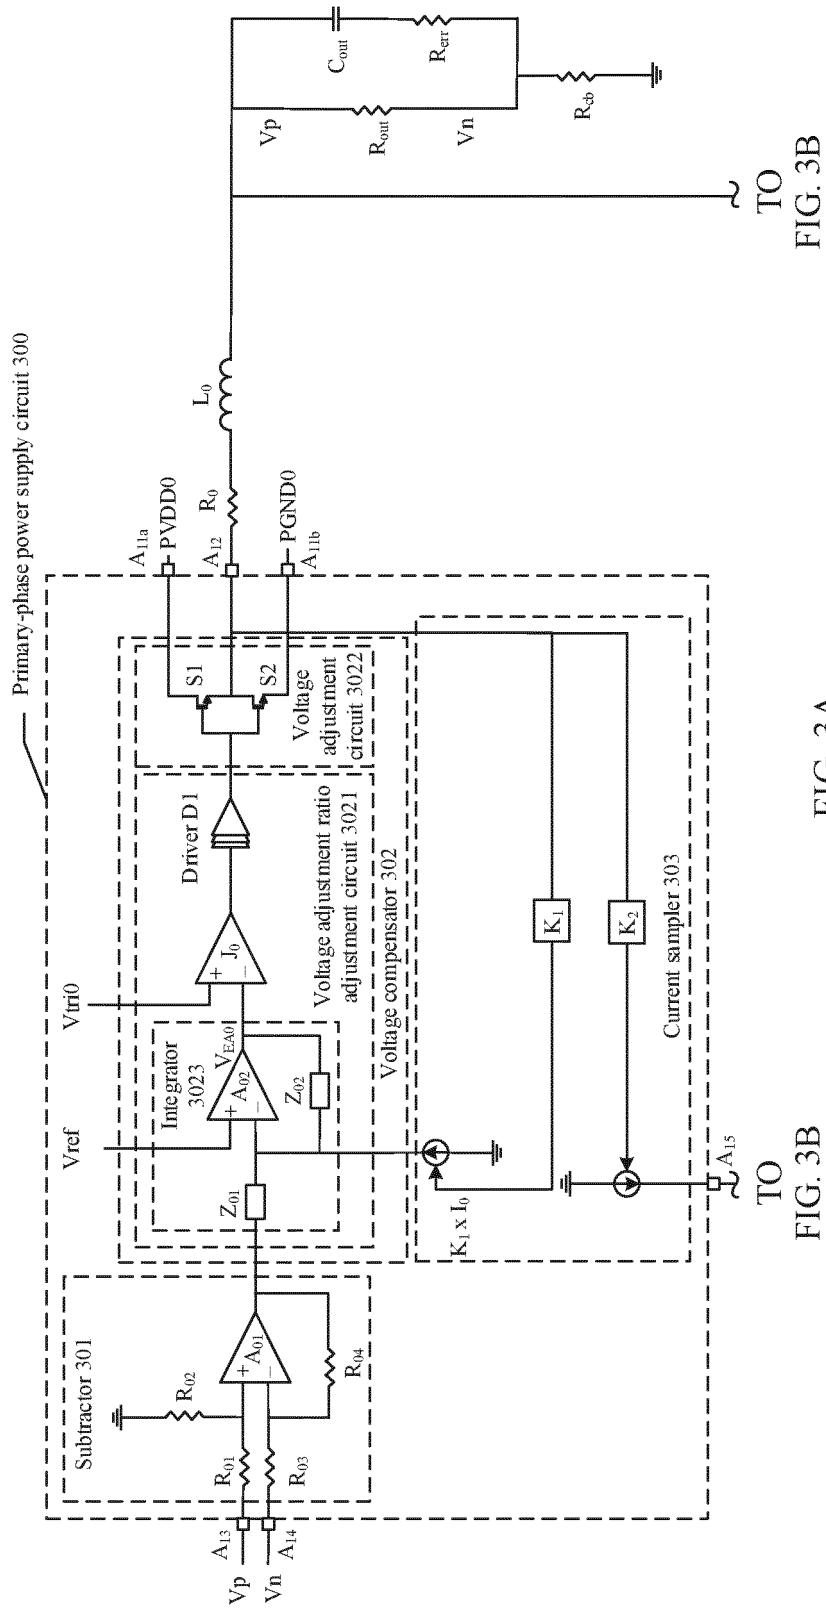 Primary-phase power supply circuit 300
Subtractor 301
Vp
Vn
A13
A14
R01
R03
R02
R04
A01
+
−
Vref
Vtri0
Integrator
3023
Z01
Z02
A02
+
−
VEA0
J0
+
−
Driver D1
Voltage adjustment ratio
adjustment circuit 3021
Voltage compensator 302
S1
S2
Voltage
adjustment
circuit 3022
A11a
PVDD0
A12
PGND0
A11b
R0
L0
Vp
Vn
Cout
Rerr
Rout
Rcb
K1 x I0
K1
K2
Current sampler 303
A15
TO
FIG. 3B
TO
FIG. 3B
FIG. 3A